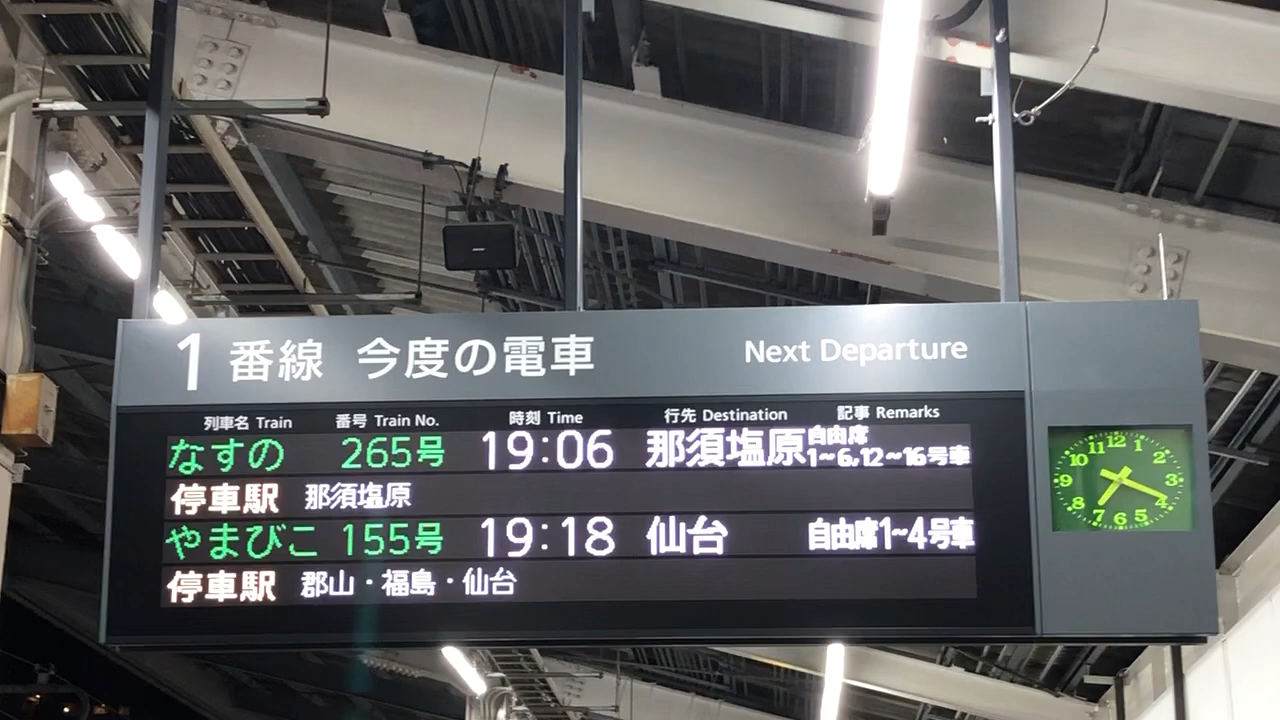 1 番線 今度の電車 Next Departure
列車名 Train 番号 Train No. 時刻 Time 行先 Destination 記事 Remarks
なすの 265号 19:06 那須塩原 自由席
1~6,12~16号車
停車駅 那須塩原
やまびこ 155号 19:18 仙台 自由席1~4号車
停車駅 郡山・福島・仙台
BOSE
12
11 1
10 2
9 3
8 4
7 6 5